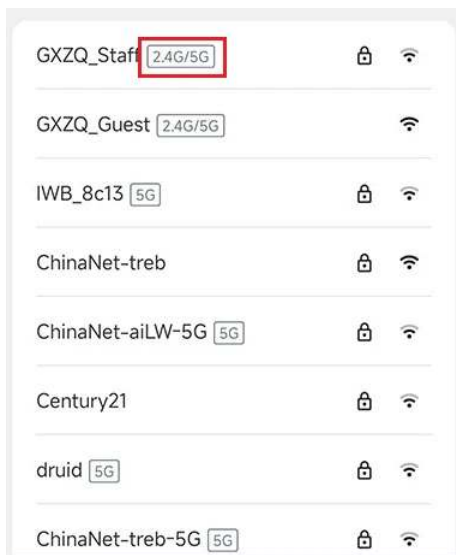 GXZQ_Staff 2.4G/5G
GXZQ_Guest 2.4G/5G
IWB_8c13 5G
ChinaNet-treb
ChinaNet-aiLW-5G 5G
Century21
druid 5G
ChinaNet-treb-5G 5G